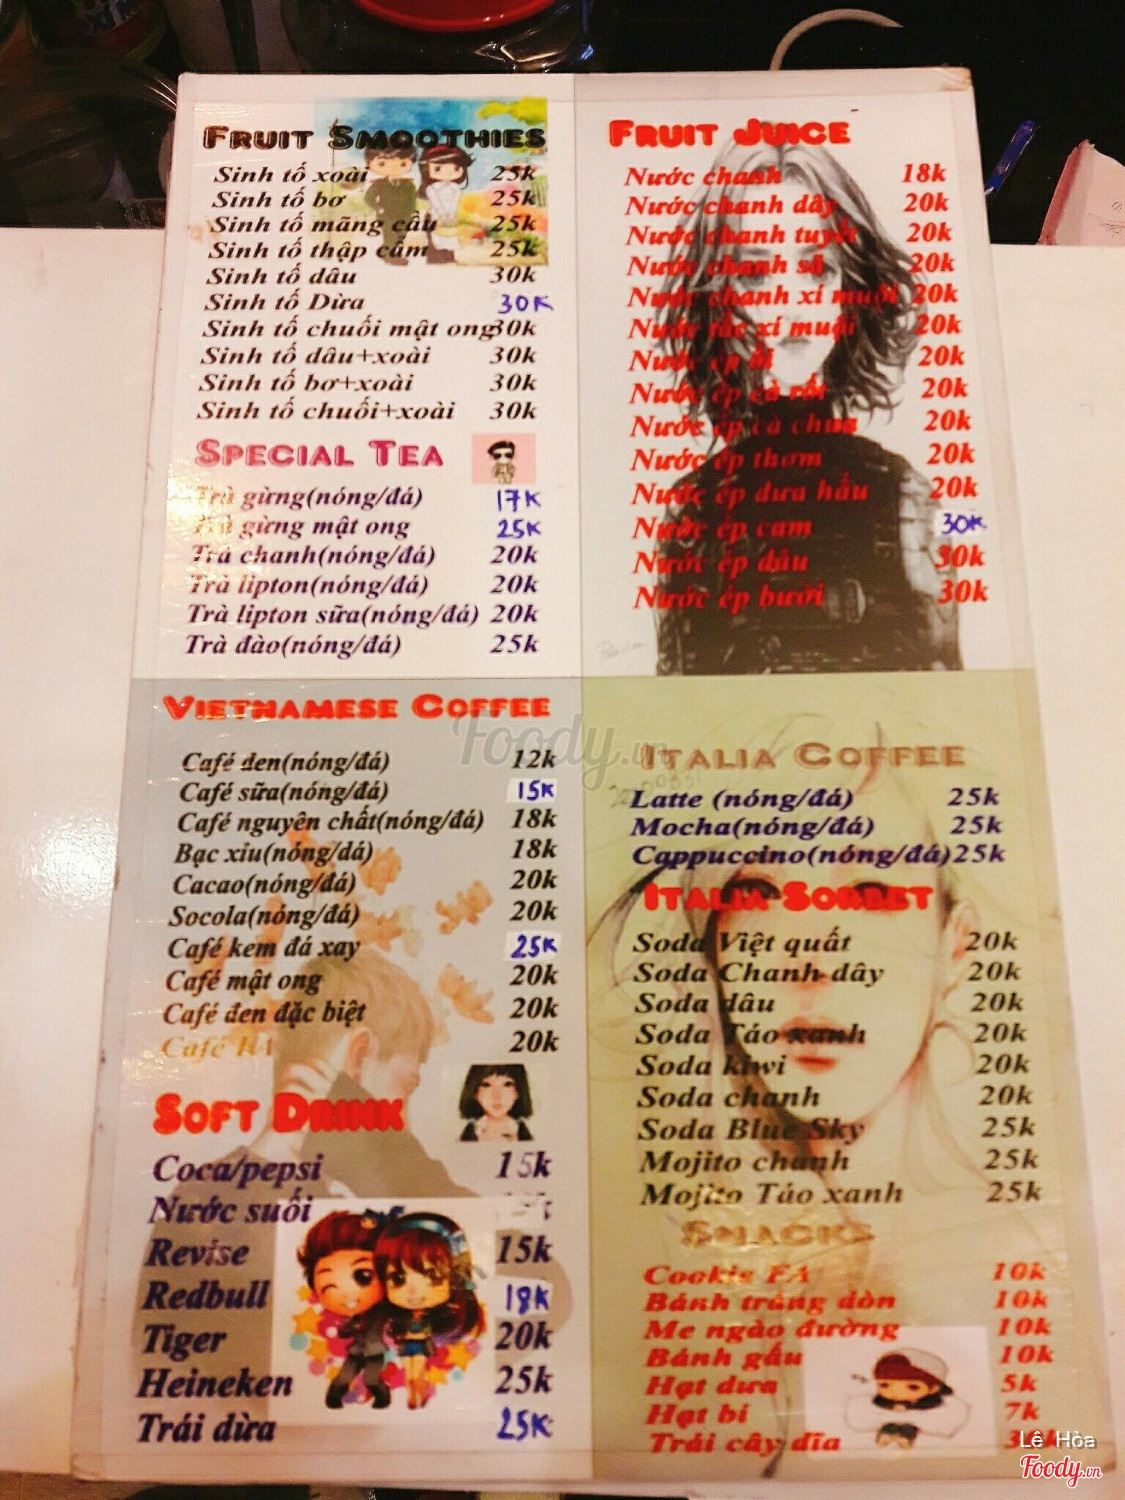 FRUIT SMOOTHIES
Sinh tố xoài 25k
Sinh tố bơ 25k
Sinh tố mãng cầu 25k
Sinh tố thập cẩm 25k
Sinh tố dâu 30k
Sinh tố Dừa 30K
Sinh tố chuối mật ong 30k
Sinh tố dâu+xoài 30k
Sinh tố bơ+xoài 30k
Sinh tố chuối+xoài 30k
SPECIAL TEA
Trà gừng(nóng/đá) 17K
Trà gừng mật ong 25K
Trà chanh(nóng/đá) 20k
Trà lipton(nóng/đá) 20k
Trà lipton sữa(nóng/đá) 20k
Trà đào(nóng/đá) 25k
FRUIT JUICE
Nước chanh 18k
Nước chanh dây 20k
Nước chanh tuyết 20k
Nước chanh sả 20k
Nước chanh xí muội 20k
Nước tắc xí muội 20k
Nước ép ổi 20k
Nước ép cà rốt 20k
Nước ép cà chua 20k
Nước ép thơm 20k
Nước ép dưa hấu 20k
Nước ép cam 30K
Nước ép dâu 30k
Nước ép bưởi 30k
VIETNAMESE COFFEE
Café đen(nóng/đá) 12k
Café sữa(nóng/đá) 15K
Café nguyên chất(nóng/đá) 18k
Bạc xỉu(nóng/dá) 18k
Cacao(nóng/đá) 20k
Socola(nóng/đá) 20k
Café kem đá xay 25K
Café mật ong 20k
Café đen đặc biệt 20k
Café FA 20k
SOFT DRINK
Coca/pepsi 15k
Nước suối
Revise 15k
Redbull 18K
Tiger 20k
Heineken 25k
Trái dừa 25K
ITALIA COFFEE
Latte (nóng/đá) 25k
Mocha(nóng/đá) 25k
Cappuccino(nóng/đá) 25k
ITALIA SORBET
Soda Việt quất 20k
Soda Chanh dây 20k
Soda dâu 20k
Soda Táo xanh 20k
Soda kiwi 20k
Soda chanh 20k
Soda Blue Sky 25k
Mojito chanh 25k
Mojito Táo xanh 25k
SNACKS
Cookie FA 10k
Bánh tráng dòn 10k
Me ngào đường 10k
Bánh gấu 10k
Hạt dưa 5k
Hạt bí 7k
Trái cây đĩa
Foody.vn
Lê Hòa
Foody.vn